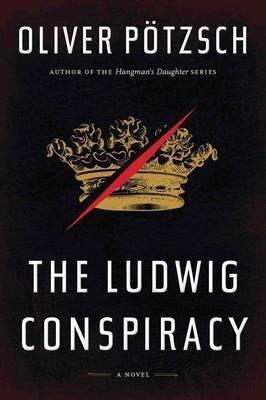 OLIVER PÖTZSCH
AUTHOR OF THE Hangman's Daughter SERIES
THE LUDWIG
CONSPIRACY
A NOVEL